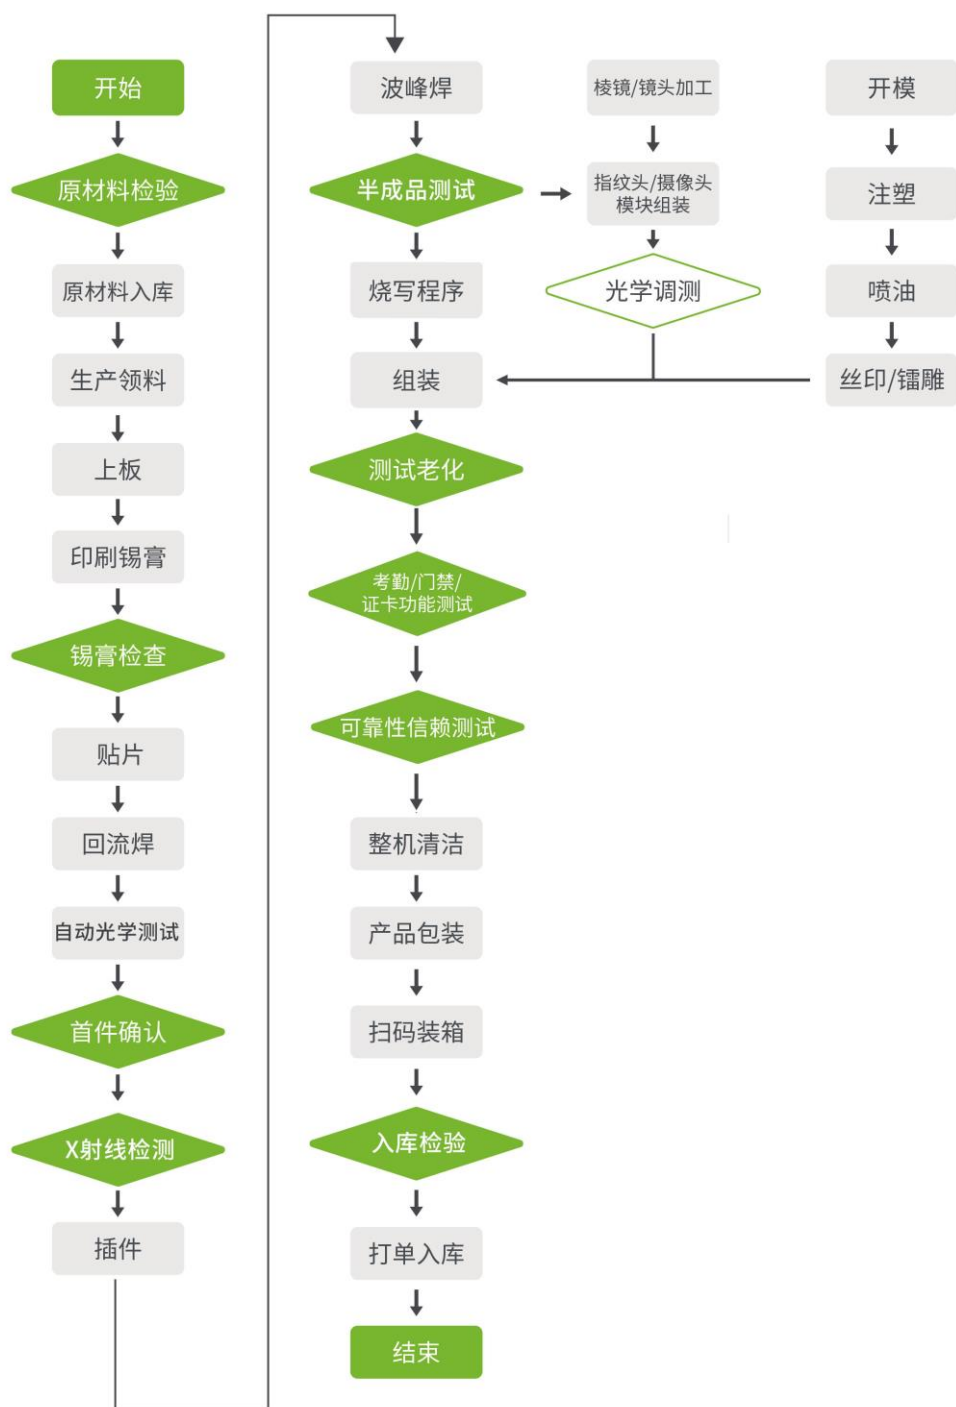 开始
原材料检验
原材料入库
生产领料
上板
印刷锡膏
锡膏检查
贴片
回流焊
自动光学测试
首件确认
X射线检测
插件
波峰焊
半成品测试
烧写程序
组装
测试老化
考勤/门禁/
证卡功能测试
可靠性信赖测试
整机清洁
产品包装
扫码装箱
入库检验
打单入库
结束
棱镜/镜头加工
指纹头/摄像头
模块组装
光学调测
开模
注塑
喷油
丝印/镭雕